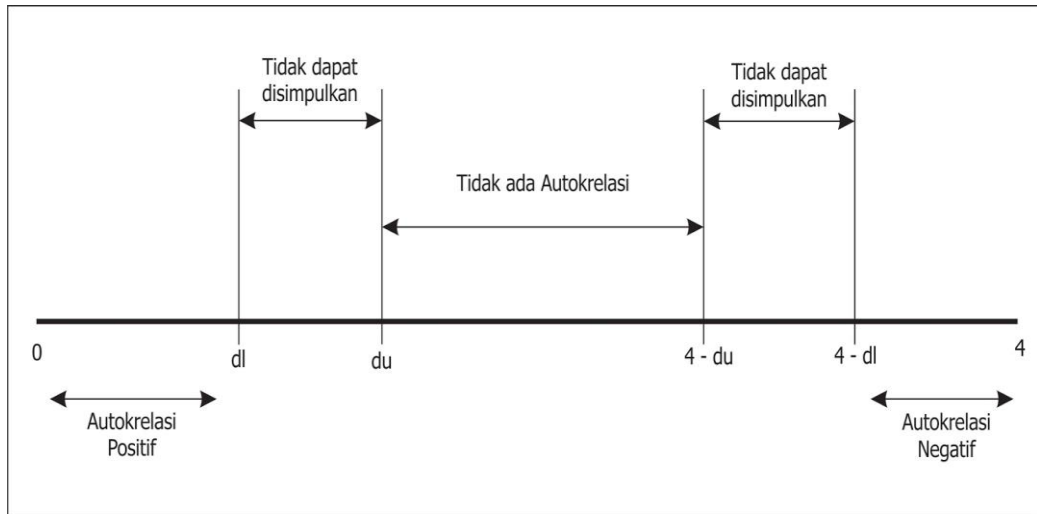 Tidak dapat
disimpulkan
Tidak dapat
disimpulkan
Tidak ada Autokrelasi
0
dl
du
4 - du
4 - dl
4
Autokrelasi
Positif
Autokrelasi
Negatif